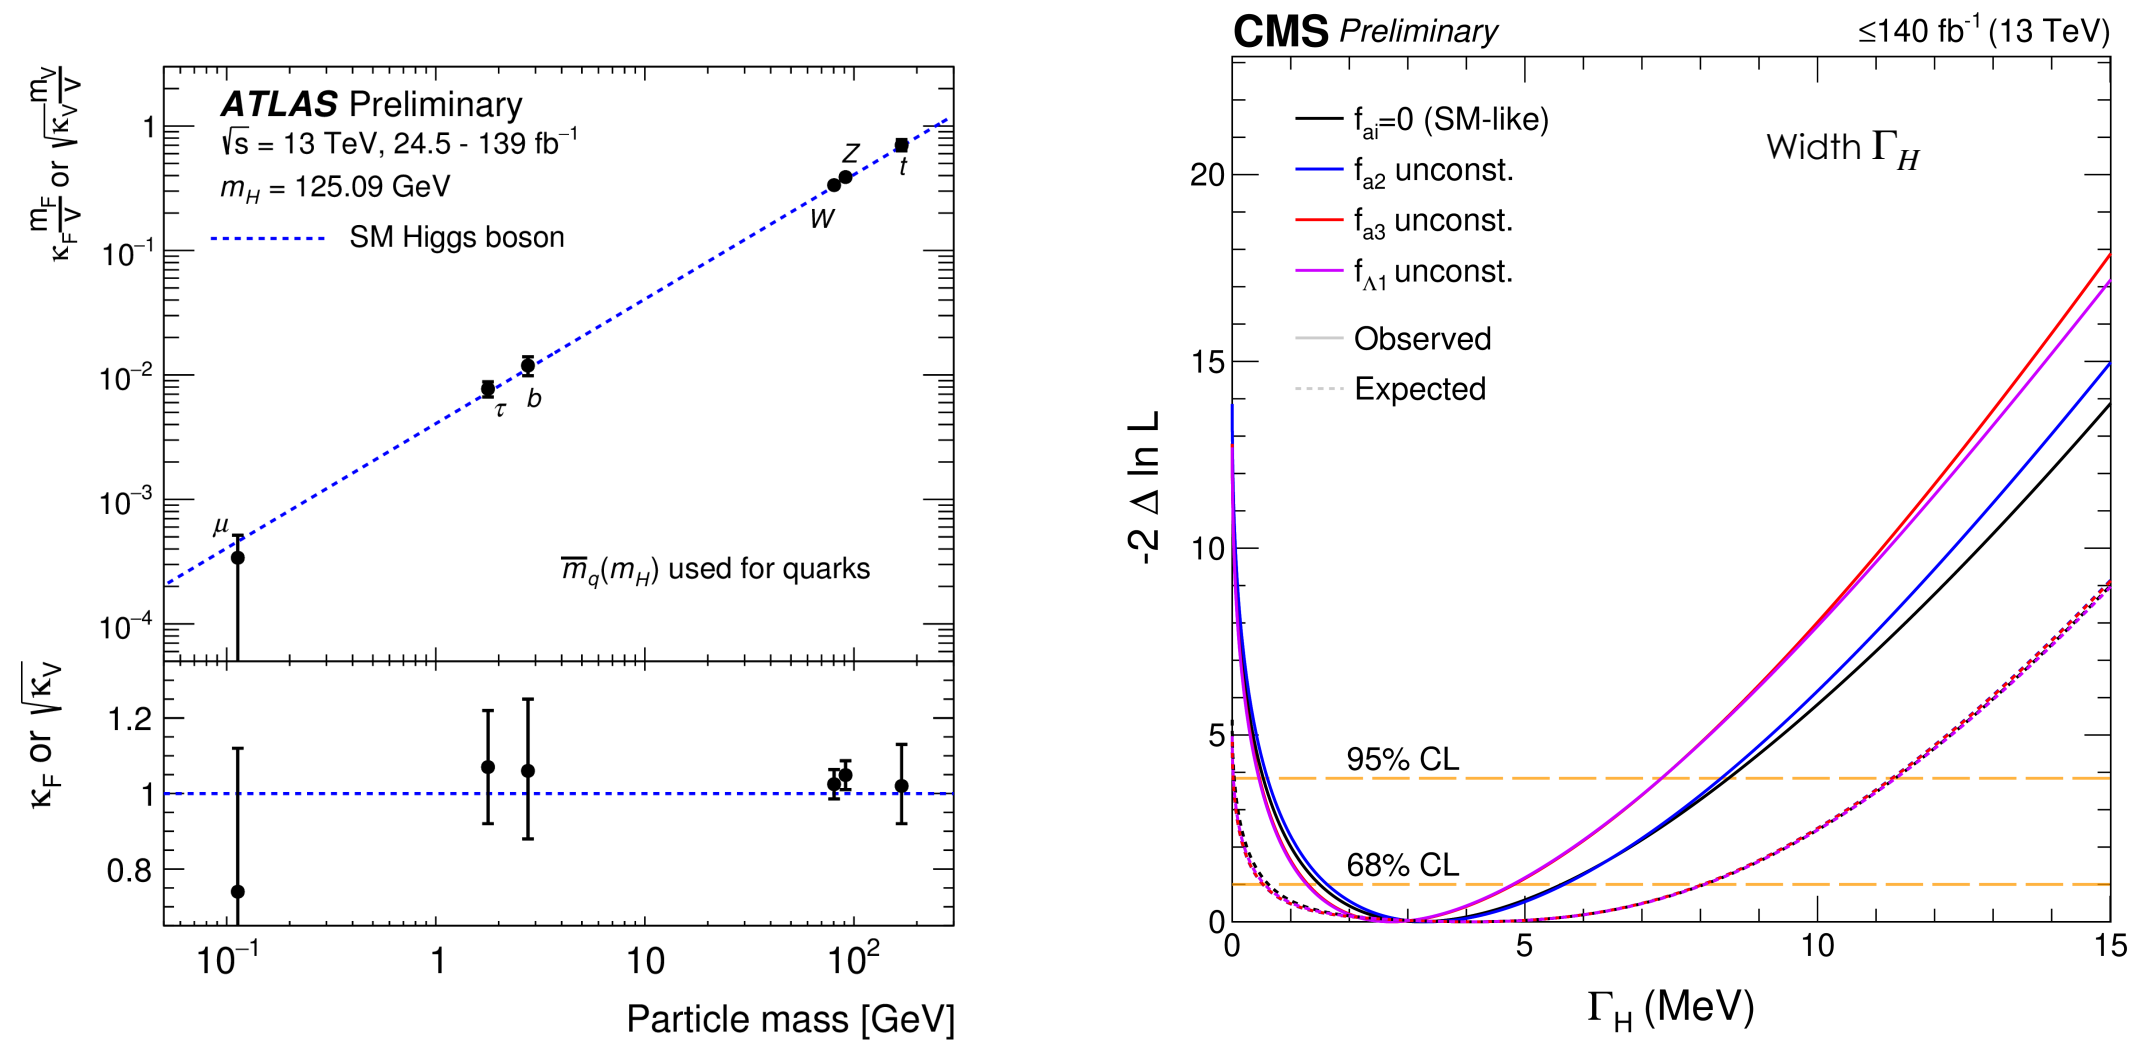 ATLAS Preliminary
√s = 13 TeV, 24.5 - 139 fb⁻¹
m_H = 125.09 GeV
SM Higgs boson
κ_F m_F/v or √κ_V m_V/v
1
10⁻¹
10⁻²
10⁻³
10⁻⁴
μ
τ
b
W
Z
t
m̅_q(m_H) used for quarks
κ_F or √κ_V
1.2
1
0.8
10⁻¹
1
10
10²
Particle mass [GeV]
CMS Preliminary
≤140 fb⁻¹ (13 TeV)
f_ai=0 (SM-like)
f_a2 unconst.
f_a3 unconst.
f_Λ1 unconst.
Observed
Expected
Width Γ_H
-2 Δ ln L
20
15
10
5
0
95% CL
68% CL
0
5
10
15
Γ_H (MeV)